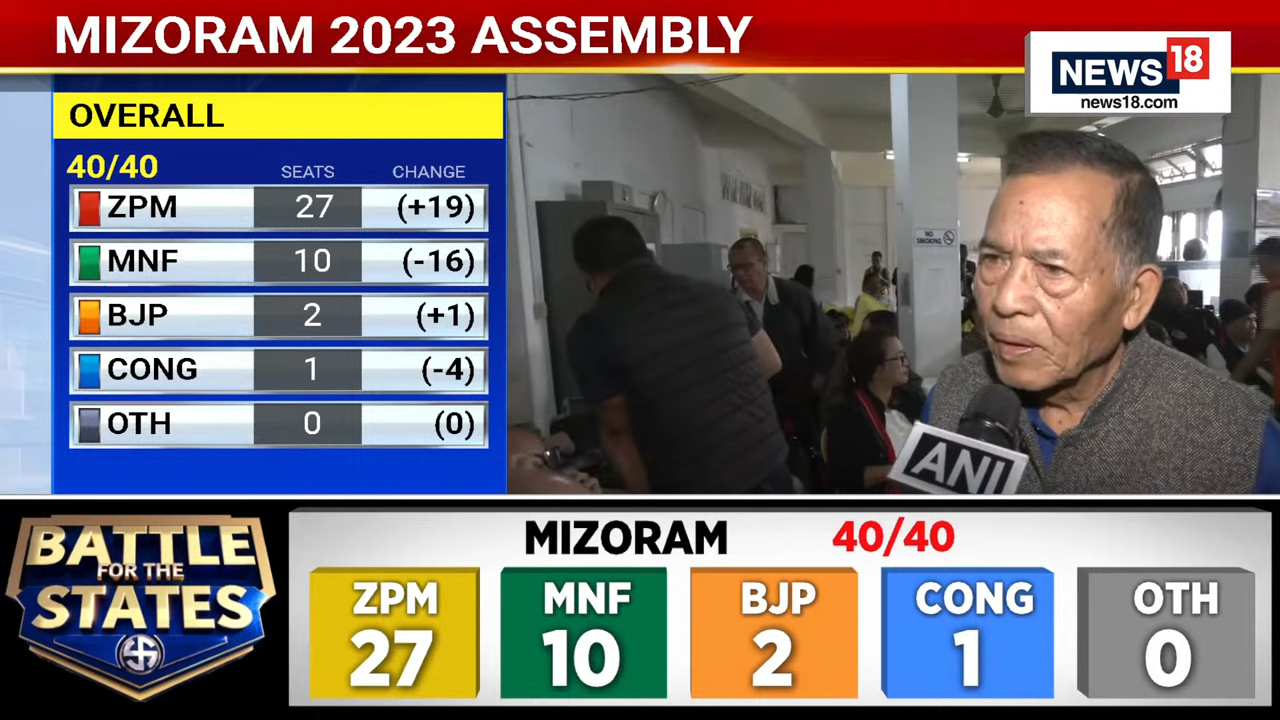 MIZORAM 2023 ASSEMBLY
NEWS 18
news18.com
OVERALL
40/40 SEATS CHANGE
ZPM 27 (+19)
MNF 10 (-16)
BJP 2 (+1)
CONG 1 (-4)
OTH 0 (0)
NO
SMOKING
ANI
BATTLE
FOR THE
STATES
MIZORAM 40/40
ZPM MNF BJP CONG OTH
27 10 2 1 0